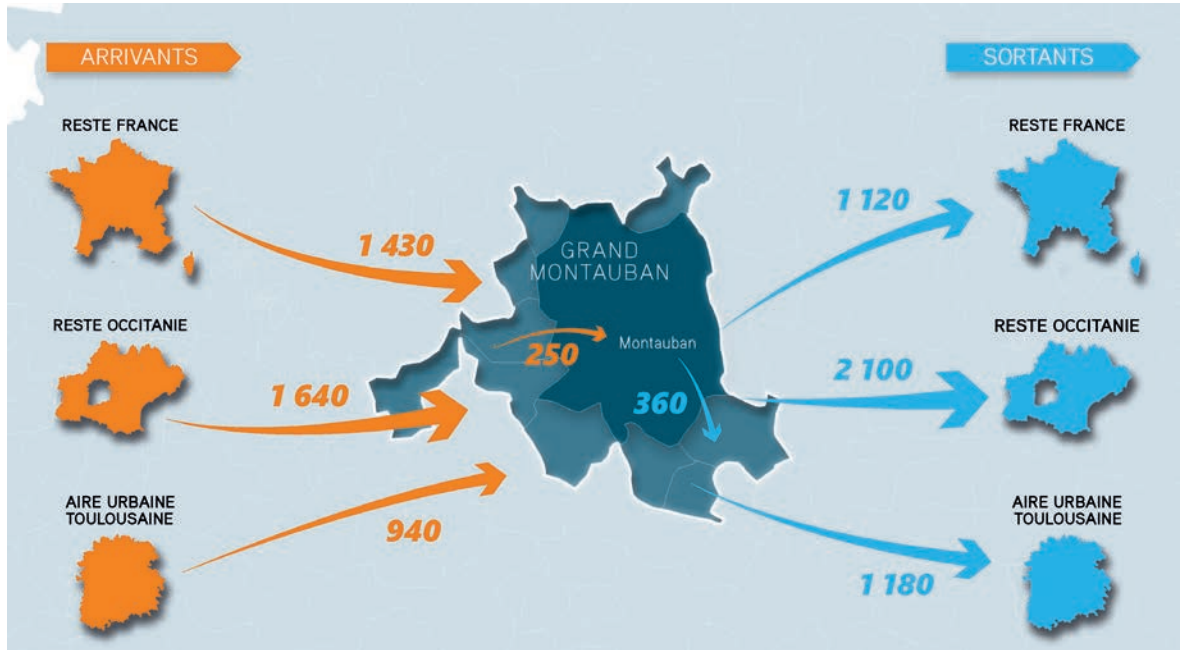 ARRIVANTS
SORTANTS
RESTE FRANCE
1 430
RESTE OCCITANIE
1 640
AIRE URBAINE
TOULOUSAINE
940
GRAND
MONTAUBAN
250
Montauban
360
RESTE FRANCE
1 120
RESTE OCCITANIE
2 100
AIRE URBAINE
TOULOUSAINE
1 180